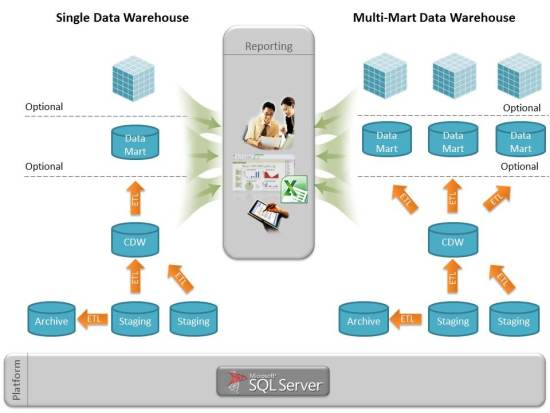 Single Data Warehouse
Multi-Mart Data Warehouse
Reporting
Optional
Optional
Data
Mart
Data
Mart
Data
Mart
Data
Mart
Optional
Optional
ETL
ETL
ETL
ETL
CDW
CDW
ETL
ETL
ETL
ETL
Archive
ETL
Staging
Staging
Archive
ETL
Staging
Staging
Platform
Microsoft®
SQL Server